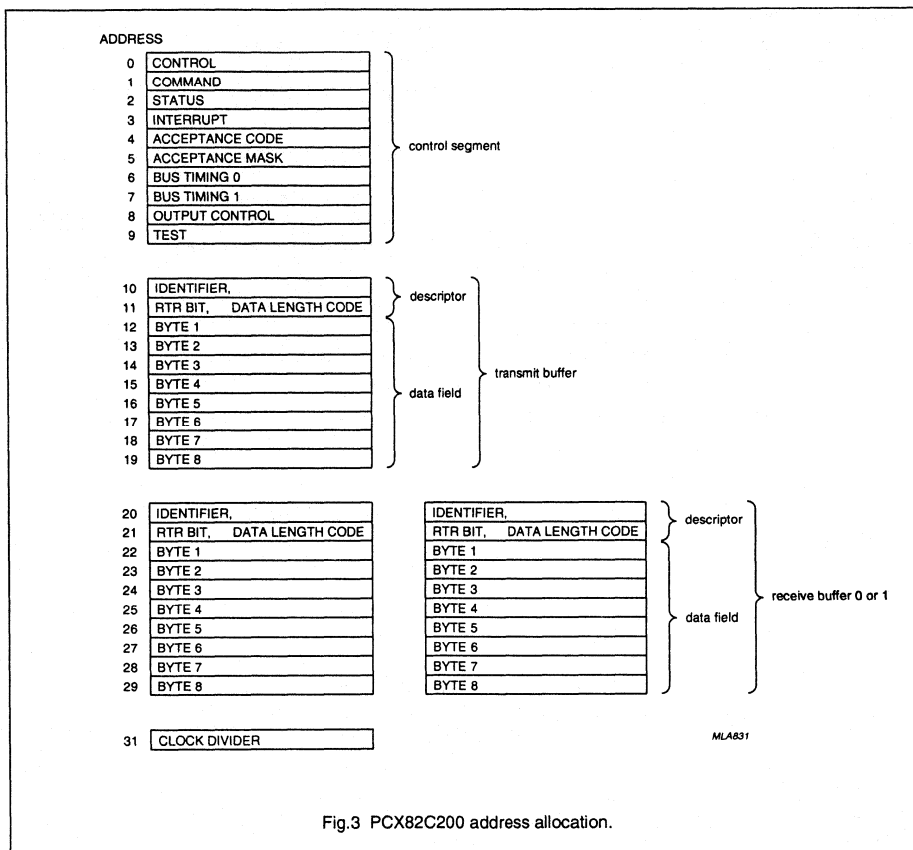 ADDRESS
0 CONTROL
1 COMMAND
2 STATUS
3 INTERRUPT
4 ACCEPTANCE CODE
5 ACCEPTANCE MASK
6 BUS TIMING 0
7 BUS TIMING 1
8 OUTPUT CONTROL
9 TEST
control segment
10 IDENTIFIER,
11 RTR BIT, DATA LENGTH CODE
12 BYTE 1
13 BYTE 2
14 BYTE 3
15 BYTE 4
16 BYTE 5
17 BYTE 6
18 BYTE 7
19 BYTE 8
descriptor
data field
transmit buffer
20 IDENTIFIER, IDENTIFIER,
21 RTR BIT, DATA LENGTH CODE RTR BIT, DATA LENGTH CODE
22 BYTE 1 BYTE 1
23 BYTE 2 BYTE 2
24 BYTE 3 BYTE 3
25 BYTE 4 BYTE 4
26 BYTE 5 BYTE 5
27 BYTE 6 BYTE 6
28 BYTE 7 BYTE 7
29 BYTE 8 BYTE 8
descriptor
data field
receive buffer 0 or 1
31 CLOCK DIVIDER
MLA831
Fig.3 PCX82C200 address allocation.